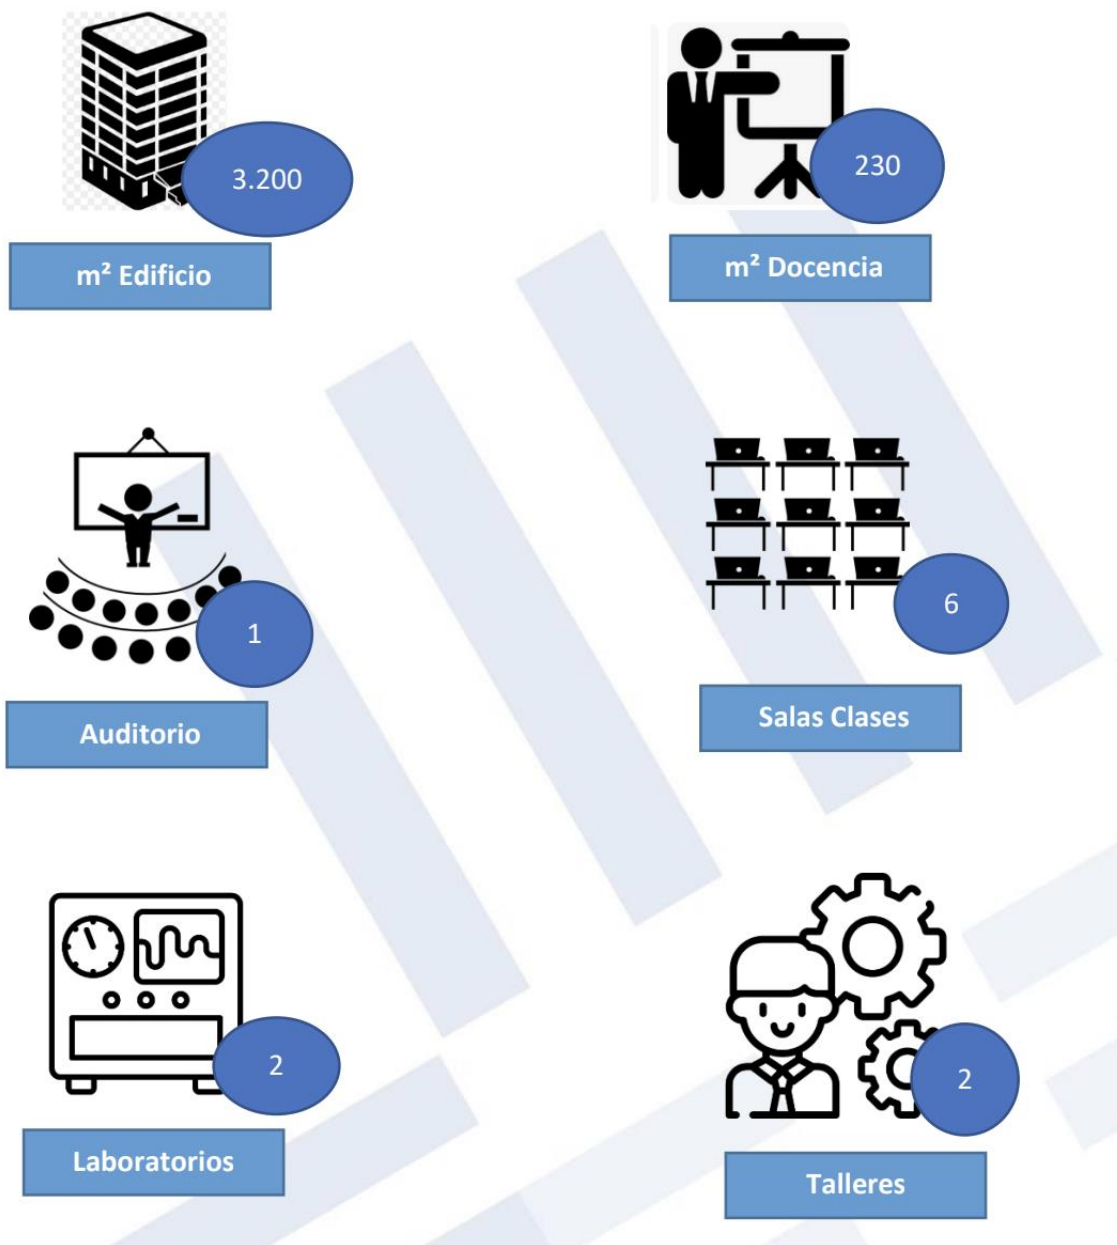 3.200
230
m² Edificio
m² Docencia
1
6
Auditorio
Salas Clases
2
2
Laboratorios
Talleres